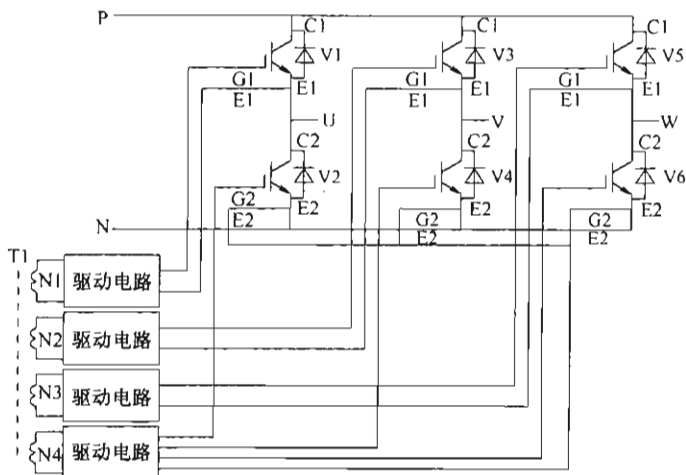 P C1 C1 C1
V1 V3 V5
G1 E1 G1 E1 G1 E1
E1 E1 E1
U V W
C2 C2 C2
V2 V4 V6
G2 E2 G2 E2 G2 E2
N E2 E2 E2
T1
N1 驱动电路
N2 驱动电路
N3 驱动电路
N4 驱动电路